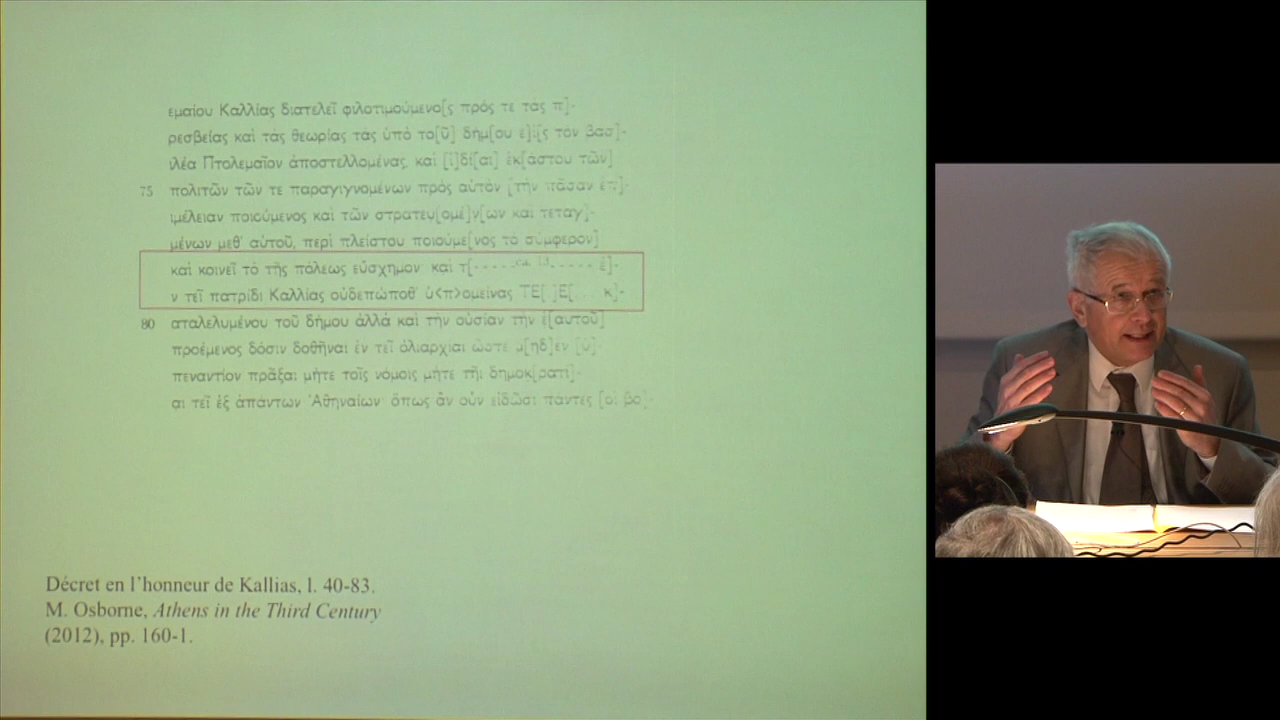 εμαίου Καλλίας διατελεῖ φιλοτιμούμενο[ς πρός τε τὰς π]-
ρεσβείας καὶ τὰς θεωρίας τὰς ὑπὸ το[ῦ] δήμ[ου ε]ἰ[ς τὸν βασ]-
ιλέα Πτολεμαῖον ἀποστελλομένας, καὶ [ἰ]δί[αι] ἑκ[άστου τῶν]
75 πολιτῶν τῶν τε παραγιγνομένων πρὸς αὐτὸν [τὴν πᾶσαν ἐπ]-
ιμέλειαν ποιούμενος καὶ τῶν στρατευ[ομέ]ν[ων καὶ τεταγ]-
μένων μεθ' αὑτοῦ, περὶ πλείστου ποιούμε[νος τὸ σύμφερον]
καὶ κοινεῖ τὸ τῆς πόλεως εὔσχημον· καὶ τ[- - - - - ca. 13 - - - - - ἐ]-
ν τεῖ πατρίδι Καλλίας οὐδεπώποθ' ὑ<π>ομείνας ΤΕ[ ]Ε[. . . κ]-
80 αταλελυμένου τοῦ δήμου ἀλλὰ καὶ τὴν οὐσίαν τὴν ἑ[αυτοῦ]
προέμενος δόσιν δοθῆναι ἐν τεῖ ὀλιαρχίαι ὥστε μ[ηδ]ὲν [ὑ]-
πεναντίον πρᾶξαι μήτε τοῖς νόμοις μήτε τῆι δημοκ[ρατί]-
αι τεῖ ἐξ ἁπάντων Ἀθηναίων· ὅπως ἂν οὖν εἰδῶσι πάντες [οἱ βο]-
Décret en l'honneur de Kallias, l. 40-83.
M. Osborne, Athens in the Third Century
(2012), pp. 160-1.